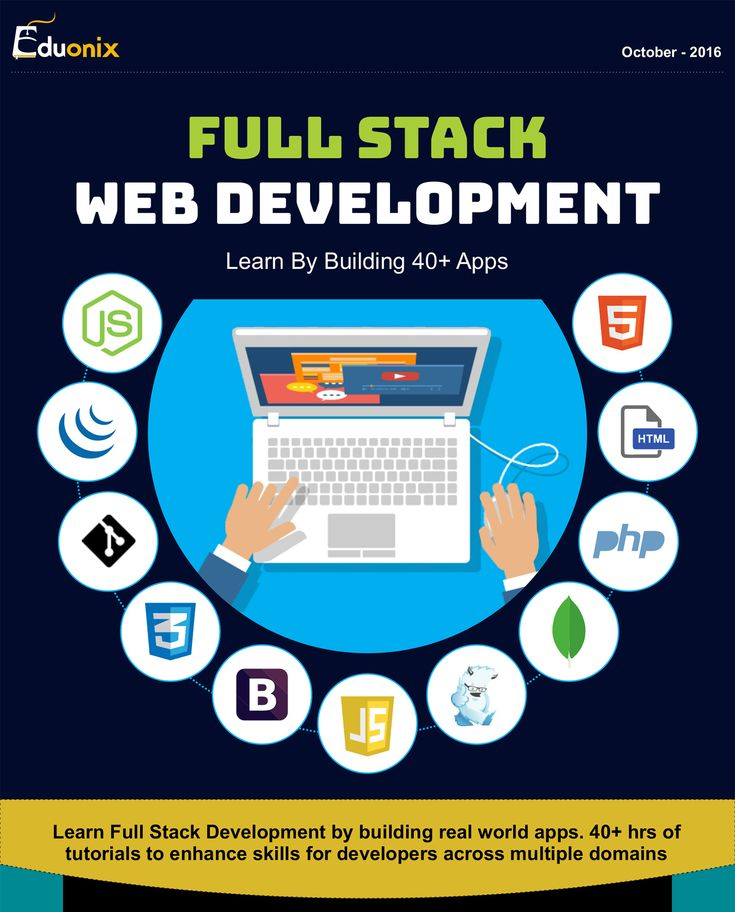 Eduonix
October - 2016
FULL STACK
WEB DEVELOPMENT
Learn By Building 40+ Apps
JS
5
HTML
php
3
B
JS
Learn Full Stack Development by building real world apps. 40+ hrs of
tutorials to enhance skills for developers across multiple domains